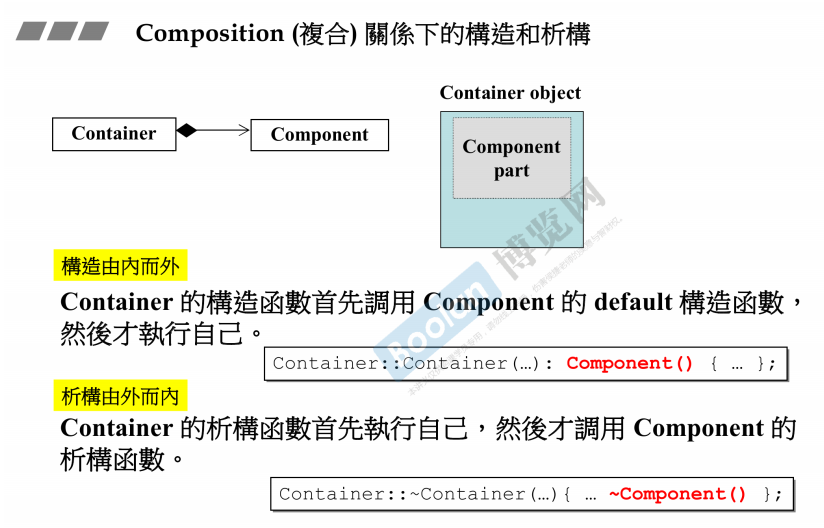 Composition (複合) 關係下的構造和析構
Container
Component
Container object
Component
part
構造由內而外
Container 的構造函數首先調用 Component 的 default 構造函數，
然後才執行自己。
Container::Container(…): Component() { … };
析構由外而內
Container 的析構函數首先執行自己，然後才調用 Component 的
析構函數。
Container::~Container(…){ … ~Component() };
Boolan
博览网